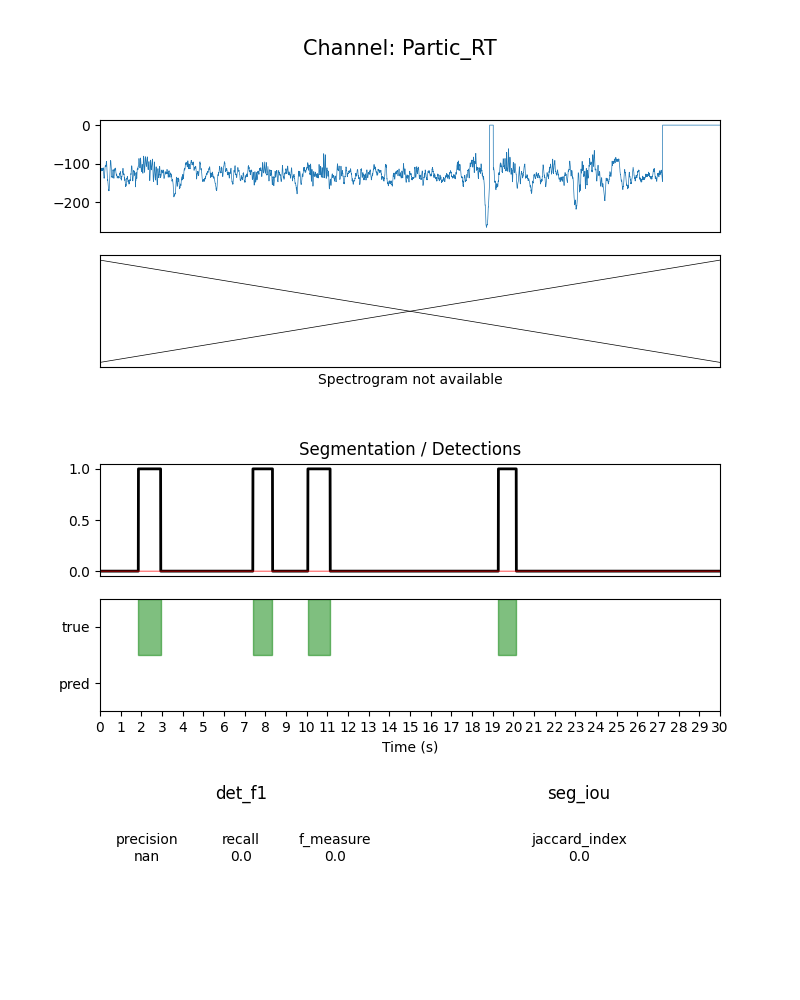 Channel: Partic_RT
0
−100
−200
Spectrogram not available
Segmentation / Detections
1.0
0.5
0.0
true
pred
0 1 2 3 4 5 6 7 8 9 10 11 12 13 14 15 16 17 18 19 20 21 22 23 24 25 26 27 28 29 30
Time (s)
det_f1 seg_iou
precision recall f_measure jaccard_index
nan 0.0 0.0 0.0